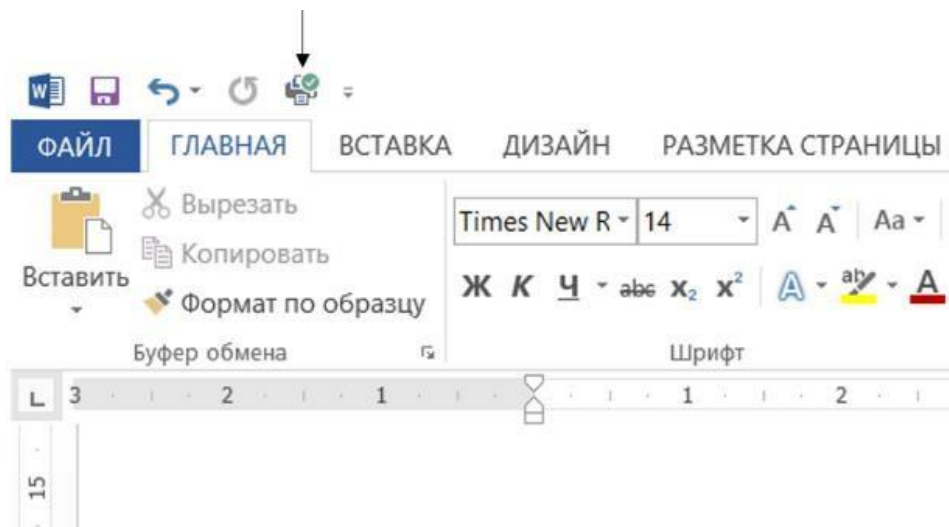 ФАЙЛ ГЛАВНАЯ ВСТАВКА ДИЗАЙН РАЗМЕТКА СТРАНИЦЫ
Вырезать
Копировать
Вставить
Формат по образцу
Буфер обмена
Times New R 14 Aa
Ж К Ч abc X₂ X² A ab A
Шрифт
3 2 1 1 2
15